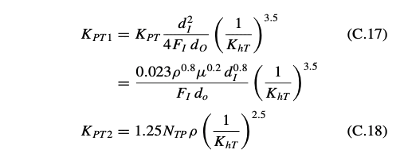 K_{PT1} = K_{PT} \frac{d_I^2}{4F_I d_O} \left( \frac{1}{K_{hT}} \right)^{3.5} (C.17)
= \frac{0.023\rho^{0.8}\mu^{0.2} d_I^{0.8}}{F_I d_o} \left( \frac{1}{K_{hT}} \right)^{3.5}
K_{PT2} = 1.25N_{TP}\rho \left( \frac{1}{K_{hT}} \right)^{2.5} (C.18)